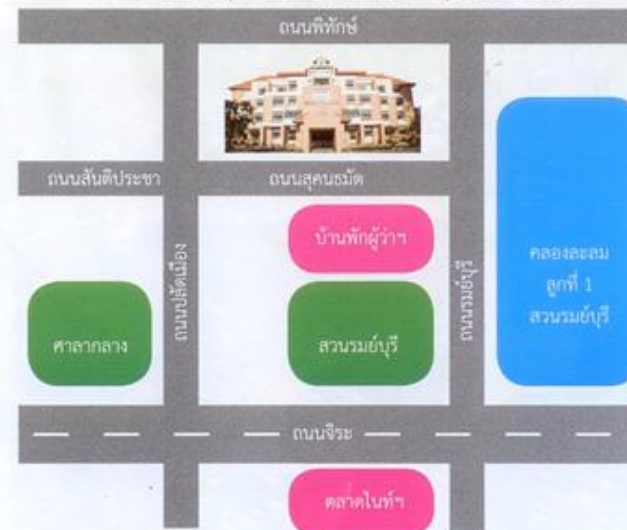 ถนนพิทักษ์
ถนนสันติประชา
ถนนสุคนธมัต
บ้านพักผู้ว่าฯ
ถนนปลัดเมือง
ถนนรมย์บุรี
คลองละลม
ลูกที่ 1
สวนรมย์บุรี
ศาลากลาง
สวนรมย์บุรี
ถนนจิระ
ตลาดไนท์ฯ